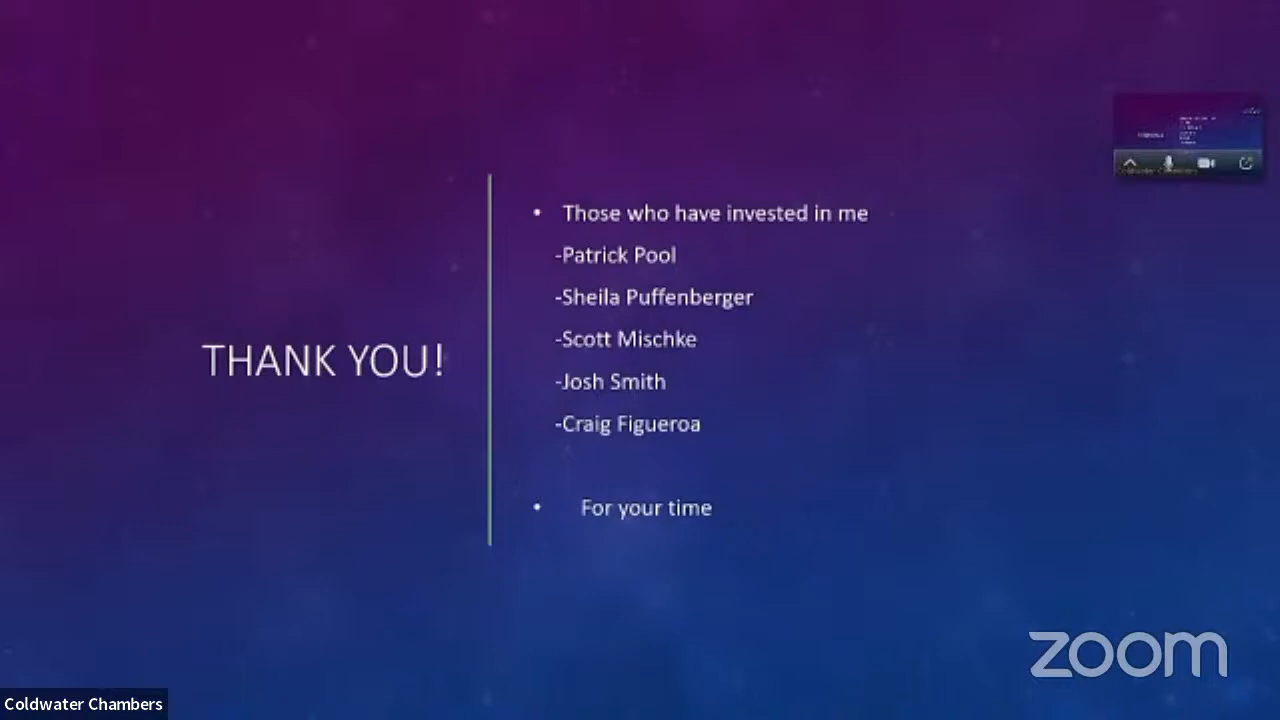 THANK YOU!
• Those who have invested in me
-Patrick Pool
-Sheila Puffenberger
-Scott Mischke
-Josh Smith
-Craig Figueroa
• For your time
zoom
Coldwater Chambers